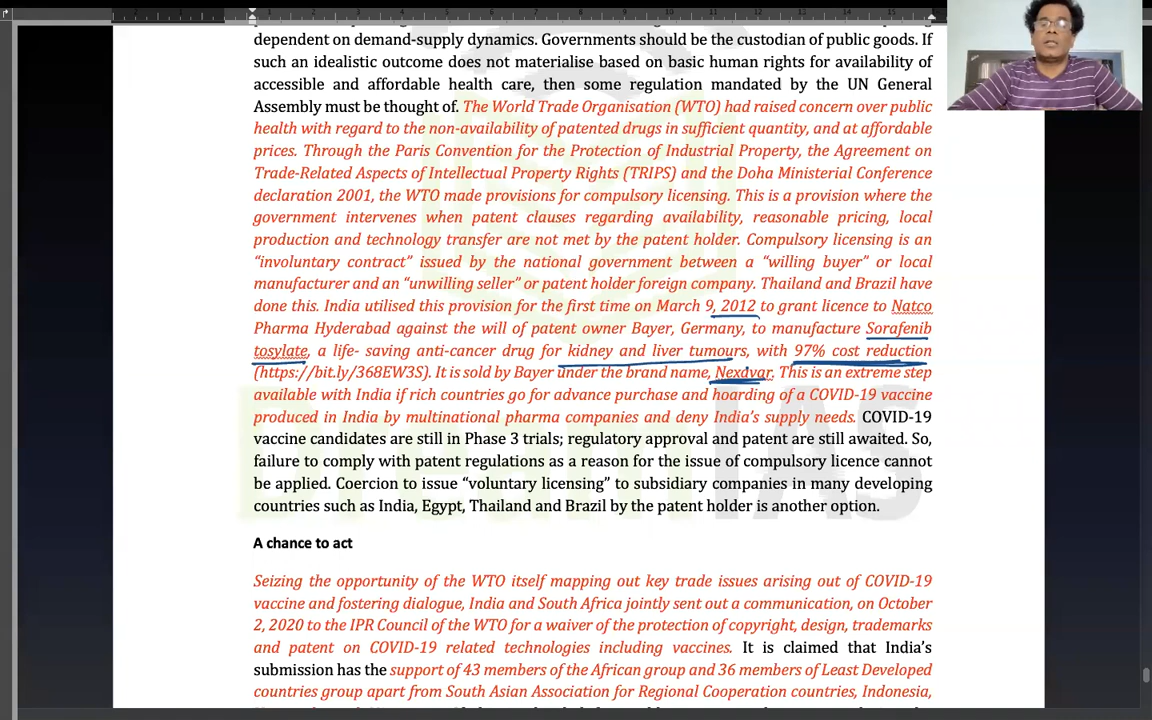 dependent on demand-supply dynamics. Governments should be the custodian of public goods. If
such an idealistic outcome does not materialise based on basic human rights for availability of
accessible and affordable health care, then some regulation mandated by the UN General
Assembly must be thought of. The World Trade Organisation (WTO) had raised concern over public
health with regard to the non-availability of patented drugs in sufficient quantity, and at affordable
prices. Through the Paris Convention for the Protection of Industrial Property, the Agreement on
Trade-Related Aspects of Intellectual Property Rights (TRIPS) and the Doha Ministerial Conference
declaration 2001, the WTO made provisions for compulsory licensing. This is a provision where the
government intervenes when patent clauses regarding availability, reasonable pricing, local
production and technology transfer are not met by the patent holder. Compulsory licensing is an
“involuntary contract” issued by the national government between a “willing buyer” or local
manufacturer and an “unwilling seller” or patent holder foreign company. Thailand and Brazil have
done this. India utilised this provision for the first time on March 9, 2012 to grant licence to Natco
Pharma Hyderabad against the will of patent owner Bayer, Germany, to manufacture Sorafenib
tosylate, a life- saving anti-cancer drug for kidney and liver tumours, with 97% cost reduction
(https://bit.ly/368EW3S). It is sold by Bayer under the brand name, Nexavar. This is an extreme step
available with India if rich countries go for advance purchase and hoarding of a COVID-19 vaccine
produced in India by multinational pharma companies and deny India’s supply needs. COVID-19
vaccine candidates are still in Phase 3 trials; regulatory approval and patent are still awaited. So,
failure to comply with patent regulations as a reason for the issue of compulsory licence cannot
be applied. Coercion to issue “voluntary licensing” to subsidiary companies in many developing
countries such as India, Egypt, Thailand and Brazil by the patent holder is another option.
A chance to act
Seizing the opportunity of the WTO itself mapping out key trade issues arising out of COVID-19
vaccine and fostering dialogue, India and South Africa jointly sent out a communication, on October
2, 2020 to the IPR Council of the WTO for a waiver of the protection of copyright, design, trademarks
and patent on COVID-19 related technologies including vaccines. It is claimed that India’s
submission has the support of 43 members of the African group and 36 members of Least Developed
countries group apart from South Asian Association for Regional Cooperation countries, Indonesia,